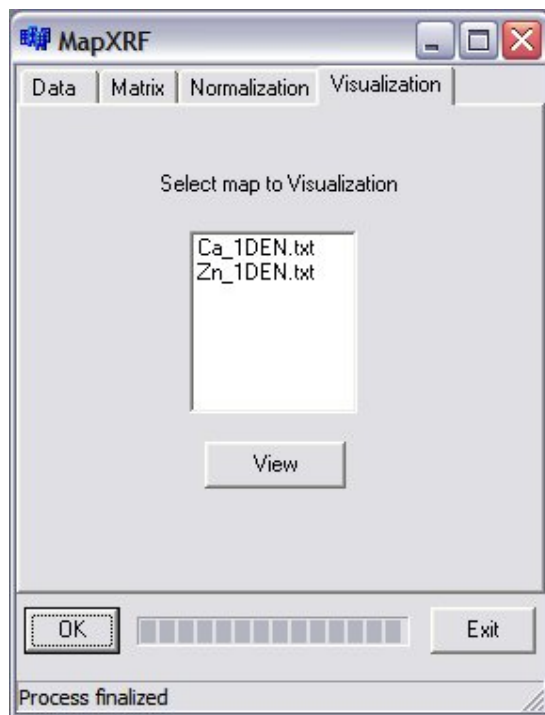 MapXRF
Data Matrix Normalization Visualization
Select map to Visualization
Ca_1DEN.txt
Zn_1DEN.txt
View
OK Exit
Process finalized